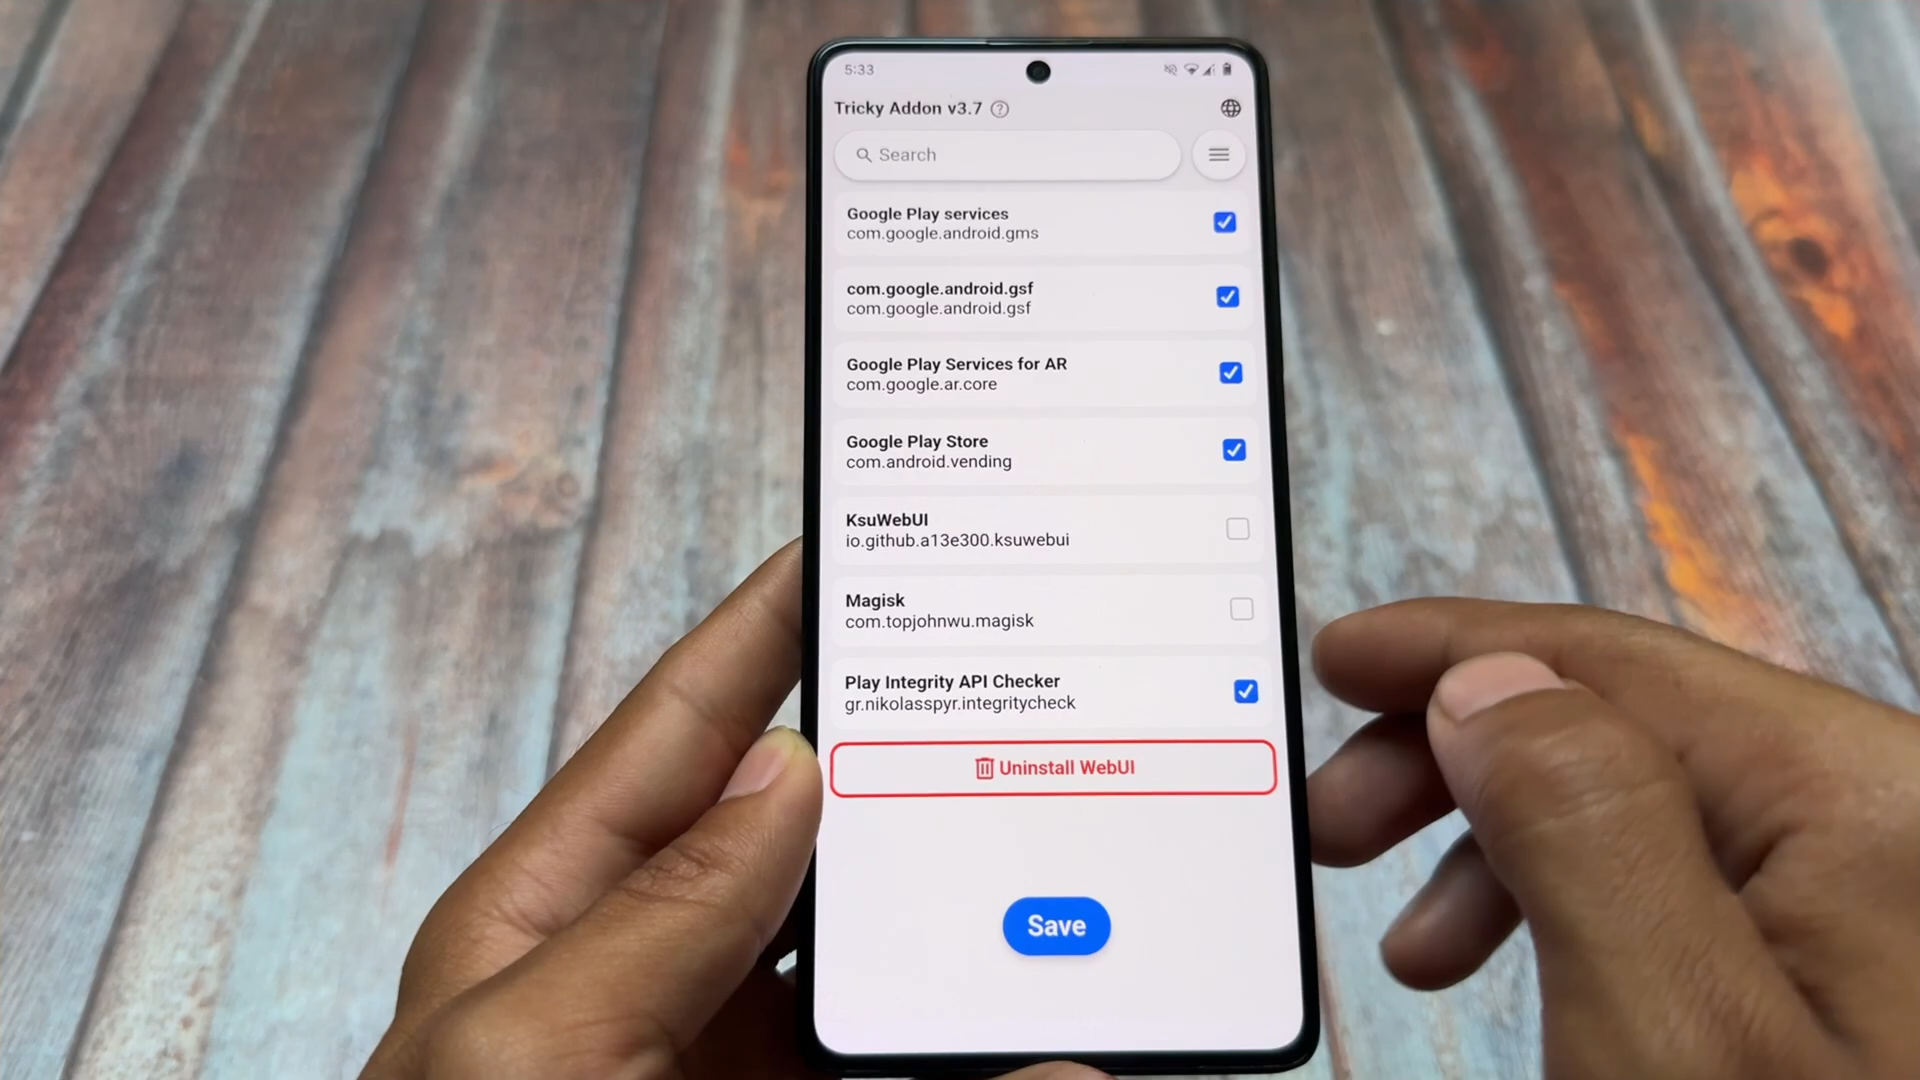 5:33
Tricky Addon v3.7
Search
Google Play services
com.google.android.gms
com.google.android.gsf
com.google.android.gsf
Google Play Services for AR
com.google.ar.core
Google Play Store
com.android.vending
KsuWebUI
io.github.a13e300.ksuwebui
Magisk
com.topjohnwu.magisk
Play Integrity API Checker
gr.nikolasspyr.integritycheck
Uninstall WebUI
Save